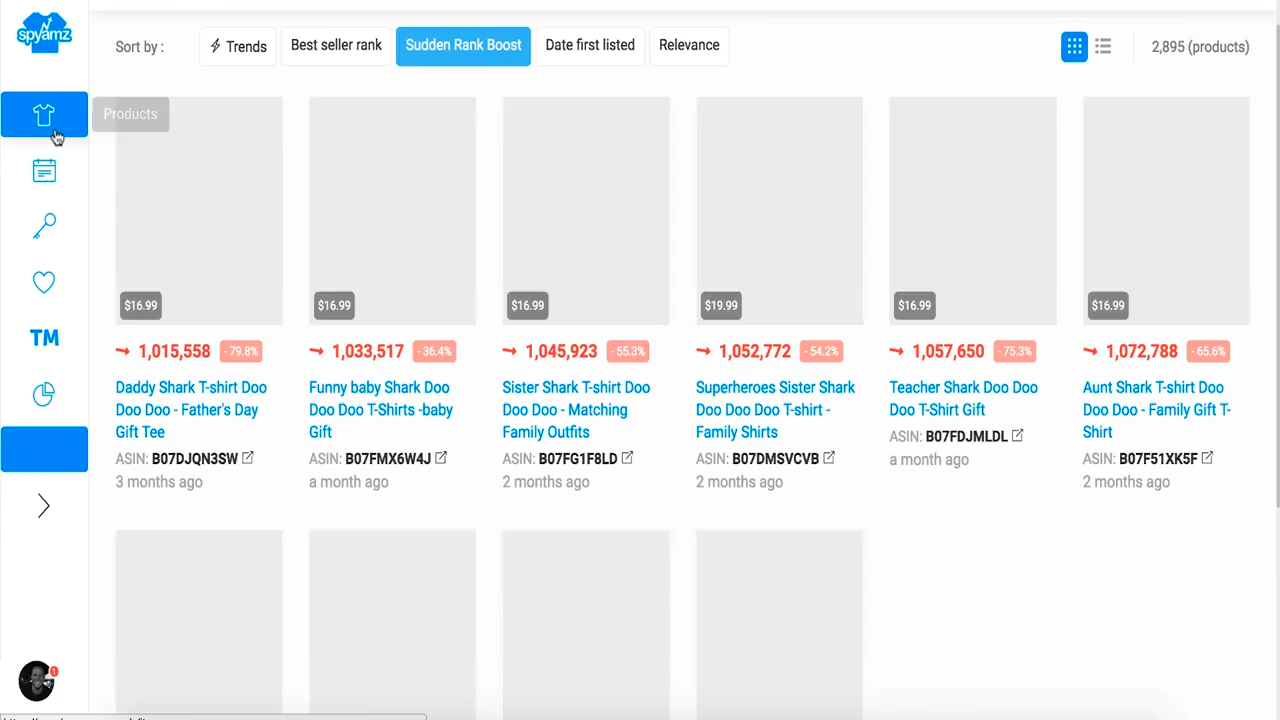 spyamz
Sort by :
Trends
Best seller rank
Sudden Rank Boost
Date first listed
Relevance
2,895 (products)
Products
TM
1
$16.99
$16.99
$16.99
$19.99
$16.99
$16.99
1,015,558 - 79.8%
Daddy Shark T-shirt Doo
Doo Doo - Father's Day
Gift Tee
ASIN: B07DJQN3SW
3 months ago
1,033,517 - 36.4%
Funny baby Shark Doo
Doo Doo T-Shirts -baby
Gift
ASIN: B07FMX6W4J
a month ago
1,045,923 - 55.3%
Sister Shark T-shirt Doo
Doo Doo - Matching
Family Outfits
ASIN: B07FG1F8LD
2 months ago
1,052,772 - 54.2%
Superheroes Sister Shark
Doo Doo Doo T-shirt -
Family Shirts
ASIN: B07DMSVCVB
2 months ago
1,057,650 - 75.3%
Teacher Shark Doo Doo
Doo T-Shirt Gift
ASIN: B07FDJMLDL
a month ago
1,072,788 - 65.6%
Aunt Shark T-shirt Doo
Doo Doo - Family Gift T-
Shirt
ASIN: B07F51XK5F
2 months ago